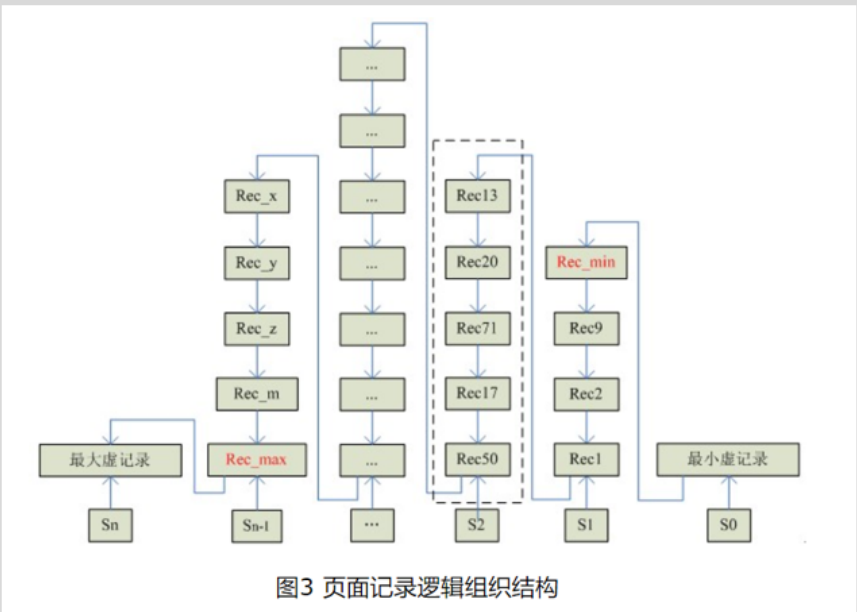 ...
...
Rec_x
...
Rec13
Rec_y
...
Rec20
Rec_min
Rec_z
...
Rec71
Rec9
Rec_m
...
Rec17
Rec2
最大虚记录
Rec_max
...
Rec50
Rec1
最小虚记录
Sn
Sn-1
...
S2
S1
S0
图3 页面记录逻辑组织结构